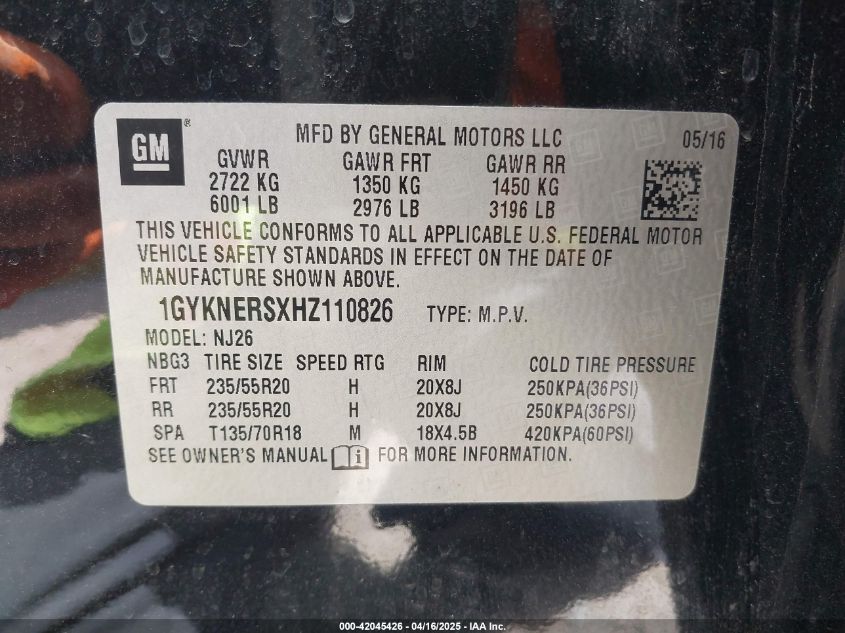 GM ® MFD BY GENERAL MOTORS LLC 05/16
GVWR GAWR FRT GAWR RR
2722 KG 1350 KG 1450 KG
6001 LB 2976 LB 3196 LB
THIS VEHICLE CONFORMS TO ALL APPLICABLE U.S. FEDERAL MOTOR
VEHICLE SAFETY STANDARDS IN EFFECT ON THE DATE OF
MANUFACTURE SHOWN ABOVE.
1GYKNERSXHZ110826 TYPE: M.P.V.
MODEL: NJ26
NBG3 TIRE SIZE SPEED RTG RIM COLD TIRE PRESSURE
FRT 235/55R20 H 20X8J 250KPA(36PSI)
RR 235/55R20 H 20X8J 250KPA(36PSI)
SPA T135/70R18 M 18X4.5B 420KPA(60PSI)
SEE OWNER'S MANUAL i FOR MORE INFORMATION.
000-42045426 - 04/16/2025 - IAA Inc.